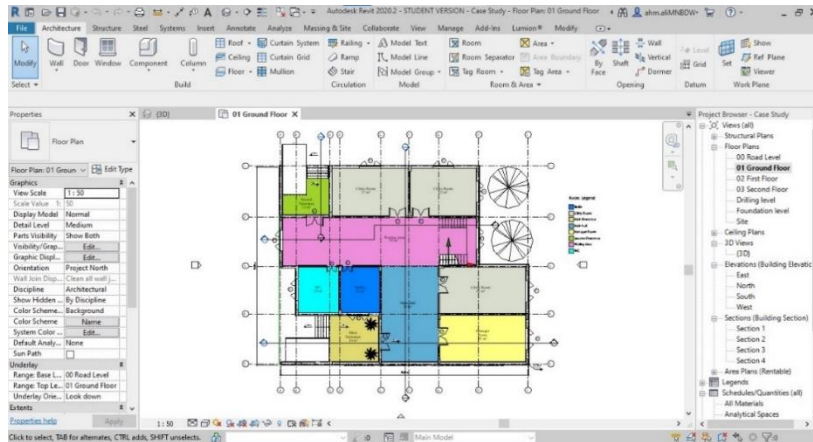 Autodesk Revit 2020.2 - STUDENT VERSION - Case Study - Floor Plan: 01 Ground Floor
ahm.aliMNBDW
File Architecture Structure Steel Systems Insert Annotate Analyze Massing & Site Collaborate View Manage Add-Ins Lumion® Modify
Modify
Wall Door Window Component Column
Roof Curtain System
Ceiling Curtain Grid
Floor Mullion
Railing
Ramp
Stair
Model Text
Model Line
Model Group
Room
Room Separator
Tag Room
Area
Area Boundary
Tag Area
By Face
Shaft
Wall
Vertical
Dormer
Level
Grid
Set
Show
Ref Plane
Viewer
Select Build Circulation Model Room & Area Opening Datum Work Plane
Properties
Floor Plan
Floor Plan: 01 Groun Edit Type
Graphics
View Scale 1 : 50
Scale Value 1: 50
Display Model Normal
Detail Level Medium
Parts Visibility Show Both
Visibility/Grap... Edit...
Graphic Displ... Edit...
Orientation Project North
Wall Join Disp... Clean all wall j...
Discipline Architectural
Show Hidden ... By Discipline
Color Scheme... Background
Color Scheme Name
System Color ... Edit...
Default Analy... None
Sun Path
Underlay
Range: Base L... 00 Road Level
Range: Top Le... 01 Ground Floor
Underlay Orie... Look down
Extents
Properties help Apply
{3D} 01 Ground Floor
1 : 50
Project Browser - Case Study
Views (all)
Structural Plans
Floor Plans
00 Road Level
01 Ground Floor
02 First Floor
03 Second Floor
Drilling level
Foundation level
Site
Ceiling Plans
3D Views
{3D}
Elevations (Building Elevatic
East
North
South
West
Sections (Building Section)
Section 1
Section 2
Section 3
Section 4
Area Plans (Rentable)
Legends
Schedules/Quantities (all)
All Materials
Analytical Spaces
Click to select, TAB for alternates, CTRL adds, SHIFT unselects.
:0 Main Model
:0